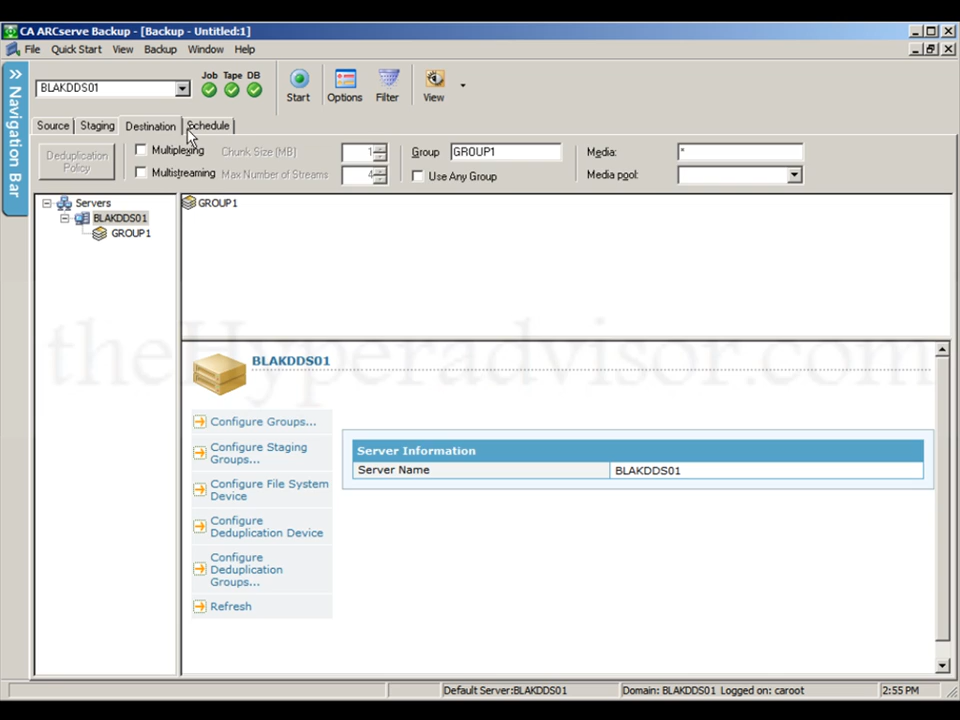 CA ARCserve Backup - [Backup - Untitled:1]
File Quick Start View Backup Window Help
» Navigation Bar
BLAKDDS01
Job Tape DB
Start Options Filter View
Source Staging Destination Schedule
Deduplication Policy
Multiplexing Chunk Size (MB) 1
Multistreaming Max Number of Streams 4
Group GROUP1
Use Any Group
Media: *
Media pool:
Servers
BLAKDDS01
GROUP1
GROUP1
theHyperadvisor.com
BLAKDDS01
Configure Groups...
Configure Staging
Groups...
Configure File System
Device
Configure
Deduplication Device
Configure
Deduplication
Groups...
Refresh
Server Information
Server Name BLAKDDS01
Default Server:BLAKDDS01 Domain: BLAKDDS01 Logged on: caroot 2:55 PM